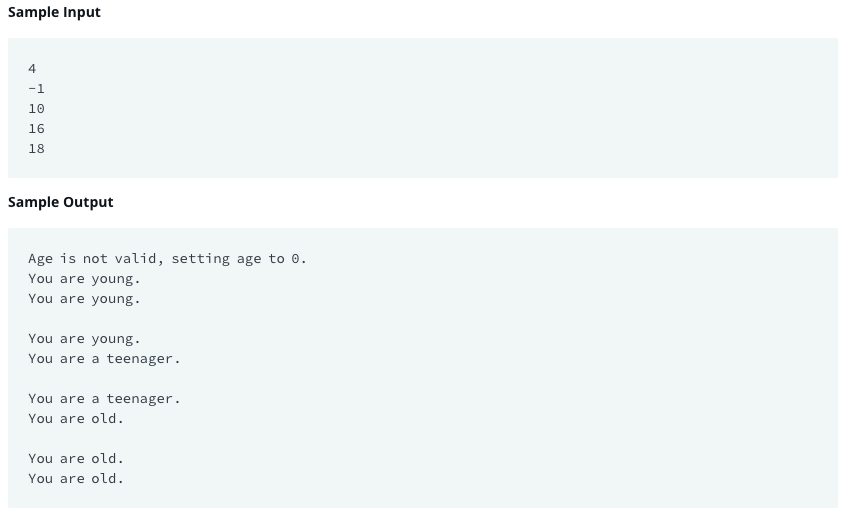 Sample Input
4
-1
10
16
18
Sample Output
Age is not valid, setting age to 0.
You are young.
You are young.
You are young.
You are a teenager.
You are a teenager.
You are old.
You are old.
You are old.